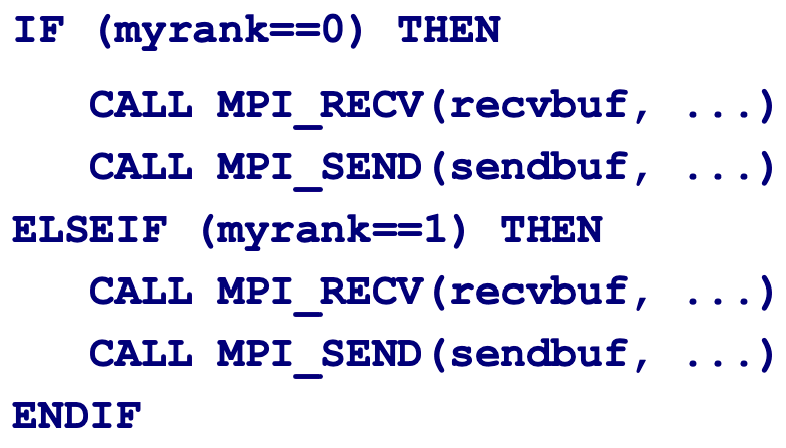 IF (myrank==0) THEN
CALL MPI_RECV(recvbuf, ...)
CALL MPI_SEND(sendbuf, ...)
ELSEIF (myrank==1) THEN
CALL MPI_RECV(recvbuf, ...)
CALL MPI_SEND(sendbuf, ...)
ENDIF